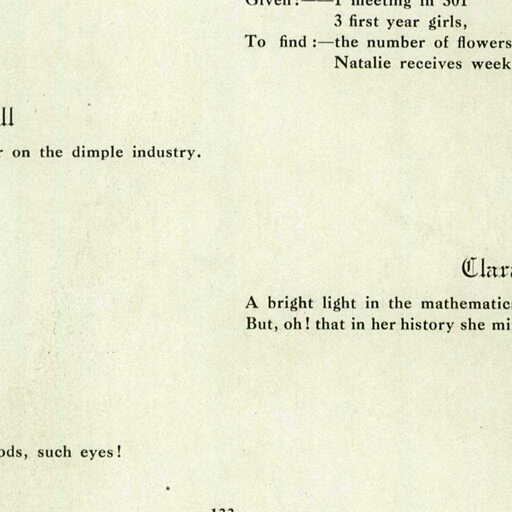 Given:—1 meeting in 301
3 first year girls,
To find:—the number of flowers
Natalie receives week
ll
r on the dimple industry.
Clara
A bright light in the mathematics
But, oh! that in her history she mi
ods, such eyes!
133